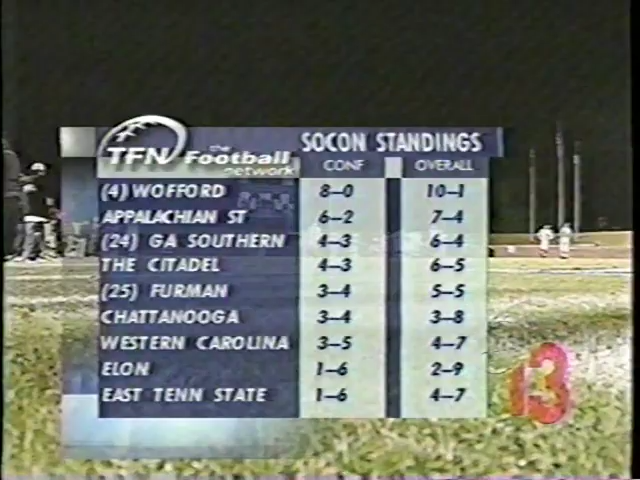 TFN the Football network
SOCON STANDINGS
CONF OVERALL
(4) WOFFORD 8-0 10-1
APPALACHIAN ST 6-2 7-4
(24) GA SOUTHERN 4-3 6-4
THE CITADEL 4-3 6-5
(25) FURMAN 3-4 5-5
CHATTANOOGA 3-4 3-8
WESTERN CAROLINA 3-5 4-7
ELON 1-6 2-9
EAST TENN STATE 1-6 4-7
13